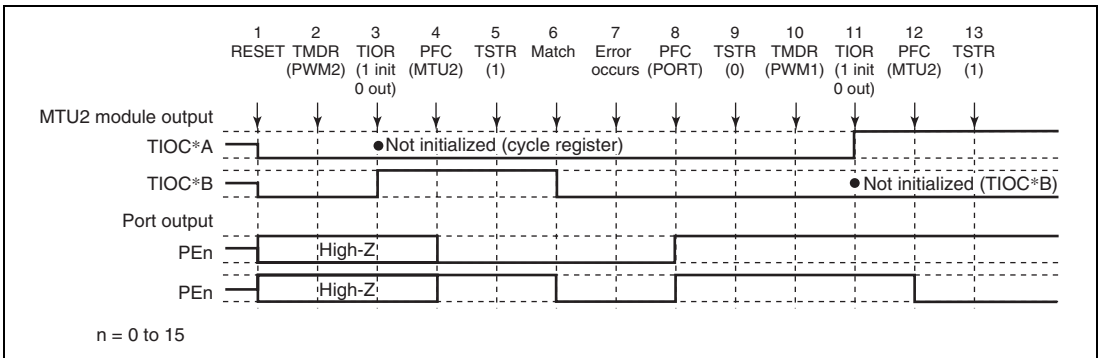 1 2 3 4 5 6 7 8 9 10 11 12 13
RESET TMDR TIOR PFC TSTR Match Error PFC TSTR TMDR TIOR PFC TSTR
(PWM2) (1 init (MTU2) (1) occurs (PORT) (0) (PWM1) (1 init (MTU2) (1)
0 out) 0 out)
MTU2 module output
TIOC*A
●Not initialized (cycle register)
TIOC*B
● Not initialized (TIOC*B)
Port output
PEn
High-Z
PEn
High-Z
n = 0 to 15